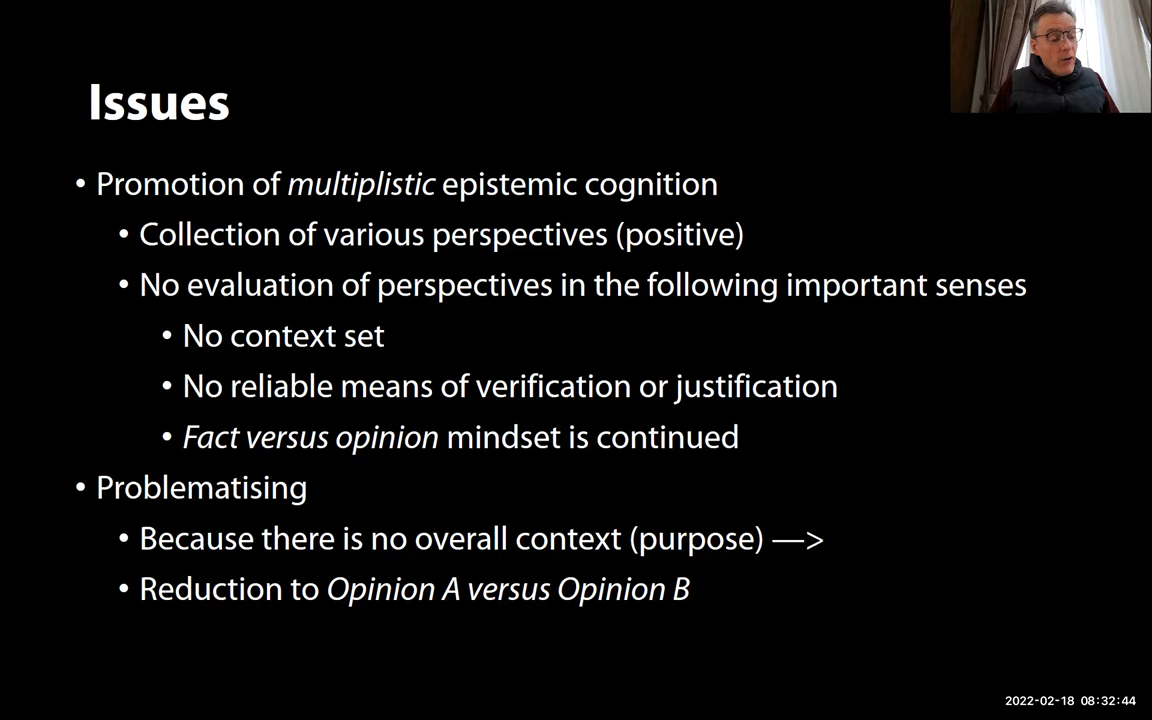 Issues
• Promotion of multiplistic epistemic cognition
• Collection of various perspectives (positive)
• No evaluation of perspectives in the following important senses
• No context set
• No reliable means of verification or justification
• Fact versus opinion mindset is continued
• Problematising
• Because there is no overall context (purpose) —>
• Reduction to Opinion A versus Opinion B
2022-02-18 08:32:44